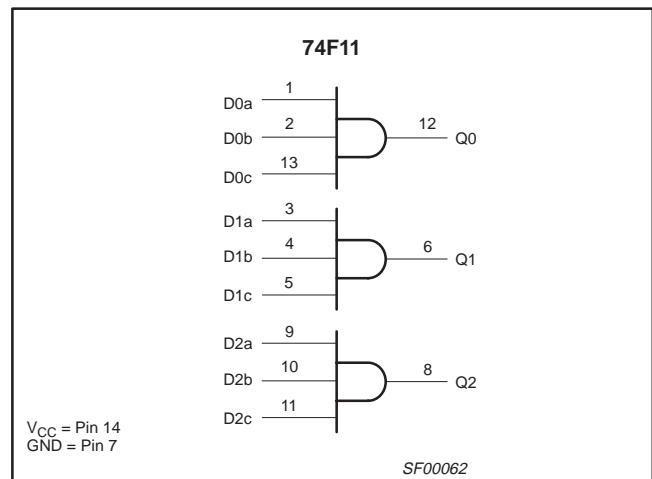 74F11
D0a 1
D0b 2
D0c 13
12 Q0
D1a 3
D1b 4
D1c 5
6 Q1
D2a 9
D2b 10
D2c 11
8 Q2
VCC = Pin 14
GND = Pin 7
SF00062